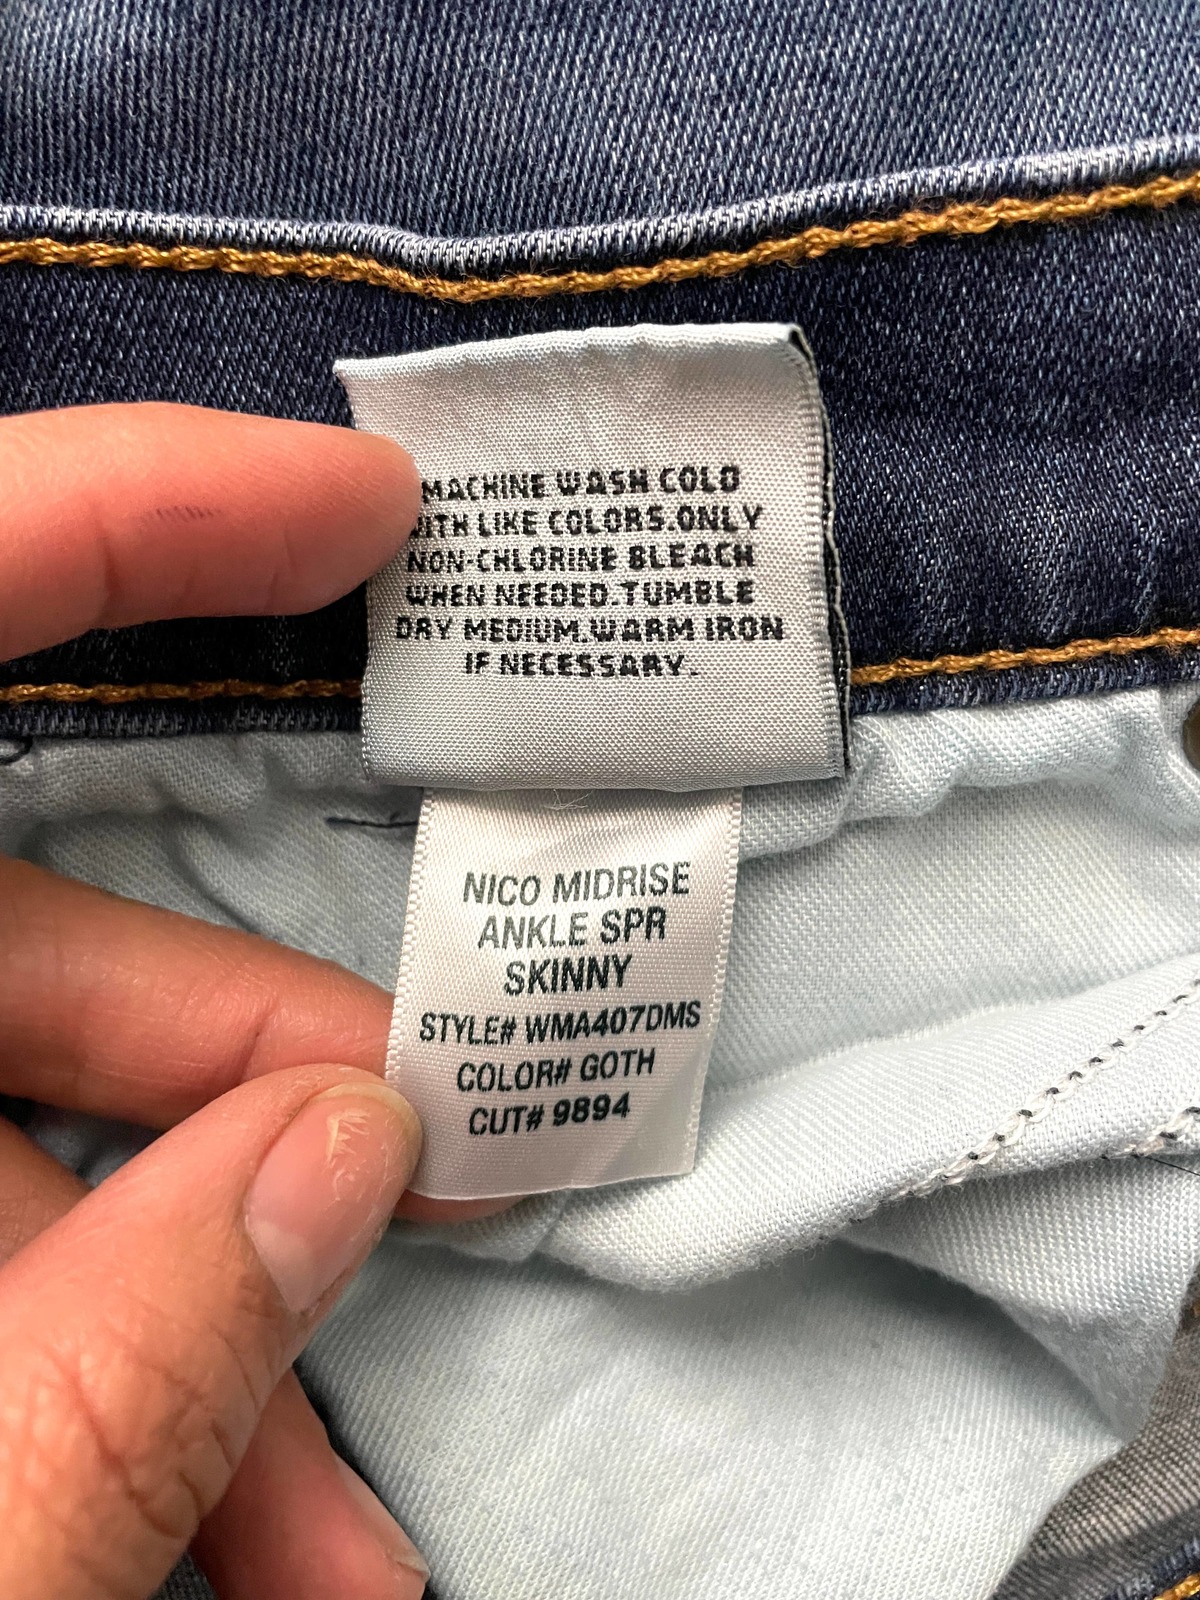 MACHINE WASH COLD
WITH LIKE COLORS.ONLY
NON-CHLORINE BLEACH
WHEN NEEDED.TUMBLE
DRY MEDIUM.WARM IRON
IF NECESSARY.
NICO MIDRISE
ANKLE SPR
SKINNY
STYLE# WMA407DMS
COLOR# GOTH
CUT# 9894